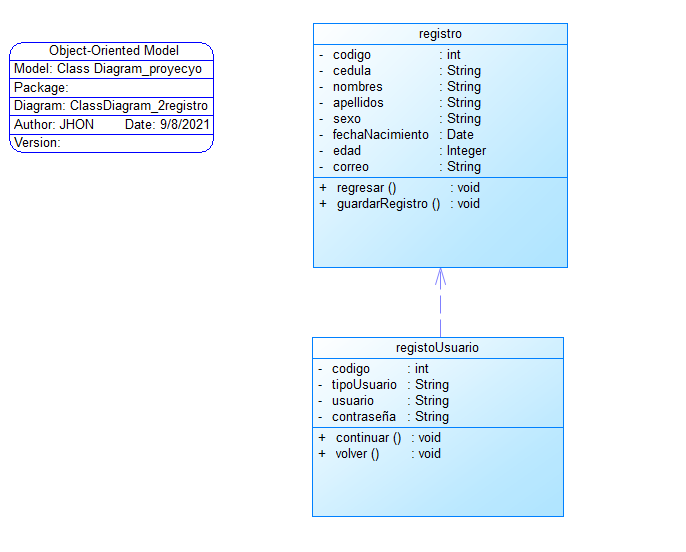 Object-Oriented Model
Model: Class Diagram_proyecyo
Package:
Diagram: ClassDiagram_2registro
Author: JHON Date: 9/8/2021
Version:
registro
- codigo : int
- cedula : String
- nombres : String
- apellidos : String
- sexo : String
- fechaNacimiento : Date
- edad : Integer
- correo : String
+ regresar () : void
+ guardarRegistro () : void
registoUsuario
- codigo : int
- tipoUsuario : String
- usuario : String
- contraseña : String
+ continuar () : void
+ volver () : void